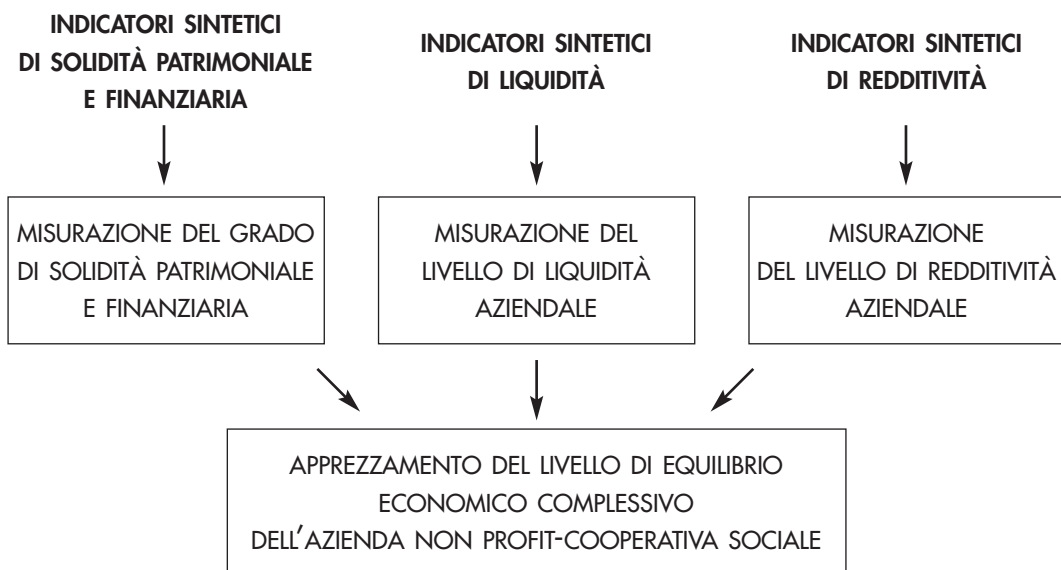 INDICATORI SINTETICI
DI SOLIDITÀ PATRIMONIALE
E FINANZIARIA
INDICATORI SINTETICI
DI LIQUIDITÀ
INDICATORI SINTETICI
DI REDDITIVITÀ
MISURAZIONE DEL GRADO
DI SOLIDITÀ PATRIMONIALE
E FINANZIARIA
MISURAZIONE DEL
LIVELLO DI LIQUIDITÀ
AZIENDALE
MISURAZIONE
DEL LIVELLO DI REDDITIVITÀ
AZIENDALE
APPREZZAMENTO DEL LIVELLO DI EQUILIBRIO
ECONOMICO COMPLESSIVO
DELL'AZIENDA NON PROFIT-COOPERATIVA SOCIALE